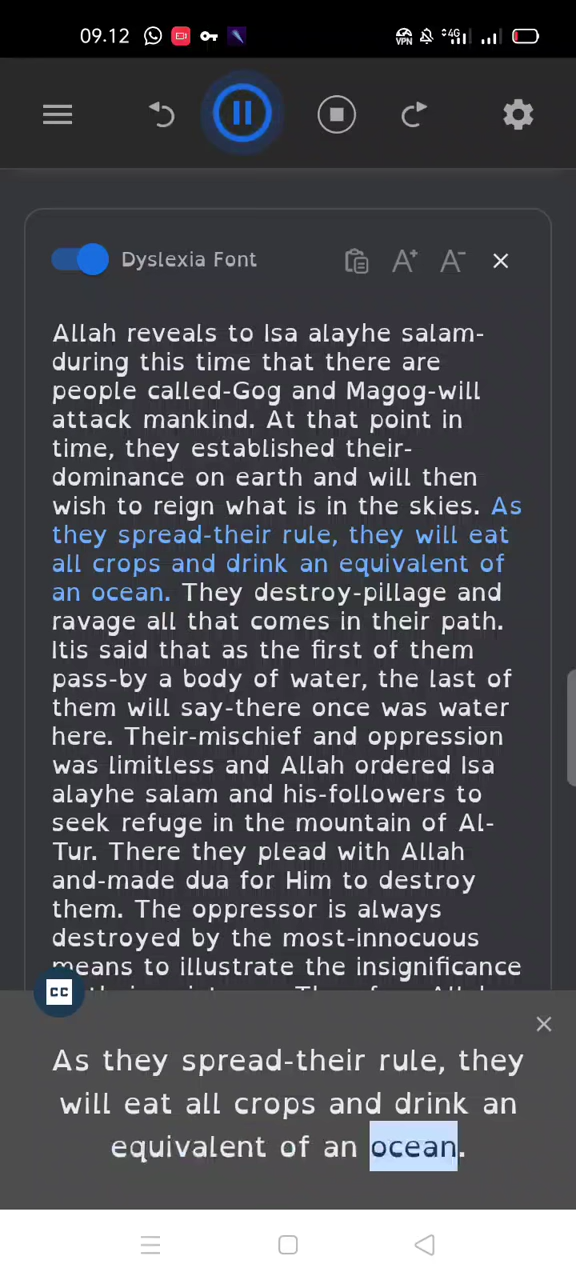 09.12
VPN
4G
Dyslexia Font
A+
A-
Allah reveals to Isa alayhe salam-
during this time that there are
people called-Gog and Magog-will
attack mankind. At that point in
time, they established their-
dominance on earth and will then
wish to reign what is in the skies. As
they spread-their rule, they will eat
all crops and drink an equivalent of
an ocean. They destroy-pillage and
ravage all that comes in their path.
Itis said that as the first of them
pass-by a body of water, the last of
them will say-there once was water
here. Their-mischief and oppression
was limitless and Allah ordered Isa
alayhe salam and his-followers to
seek refuge in the mountain of Al-
Tur. There they plead with Allah
and-made dua for Him to destroy
them. The oppressor is always
destroyed by the most-innocuous
means to illustrate the insignificance
CC
As they spread-their rule, they
will eat all crops and drink an
equivalent of an ocean.